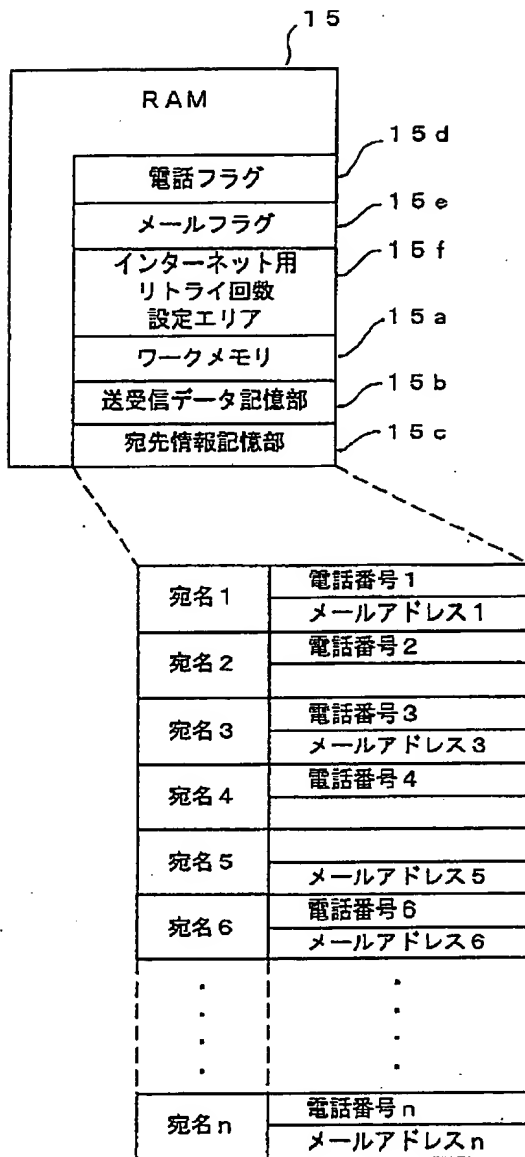 １５
ＲＡＭ
電話フラグ
１５ｄ
メールフラグ
１５ｅ
インターネット用
リトライ回数
設定エリア
１５ｆ
ワークメモリ
１５ａ
送受信データ記憶部
１５ｂ
宛先情報記憶部
１５ｃ
宛名１
電話番号１
メールアドレス１
宛名２
電話番号２
宛名３
電話番号３
メールアドレス３
宛名４
電話番号４
宛名５
メールアドレス５
宛名６
電話番号６
メールアドレス６
宛名ｎ
電話番号ｎ
メールアドレスｎ